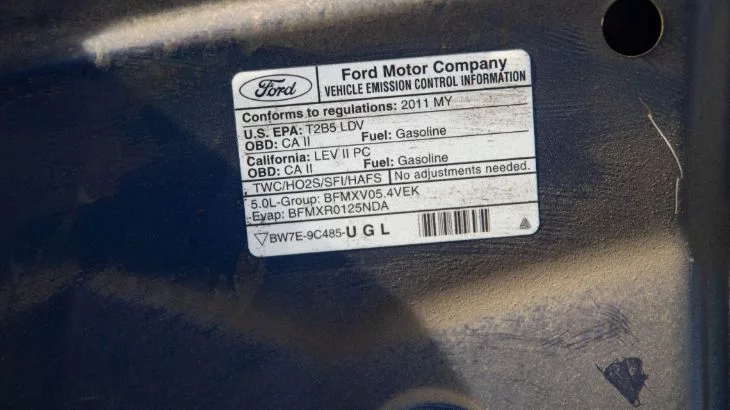 Ford
Ford Motor Company
VEHICLE EMISSION CONTROL INFORMATION
Conforms to regulations: 2011 MY
U.S. EPA: T2B5 LDV
OBD: CA II Fuel: Gasoline
California: LEV II PC
OBD: CA II Fuel: Gasoline
TWC/HO2S/SFI/HAFS No adjustments needed.
5.0L-Group: BFMXV05.4VEK
Evap: BFMXR0125NDA
BW7E-9C485-UGL